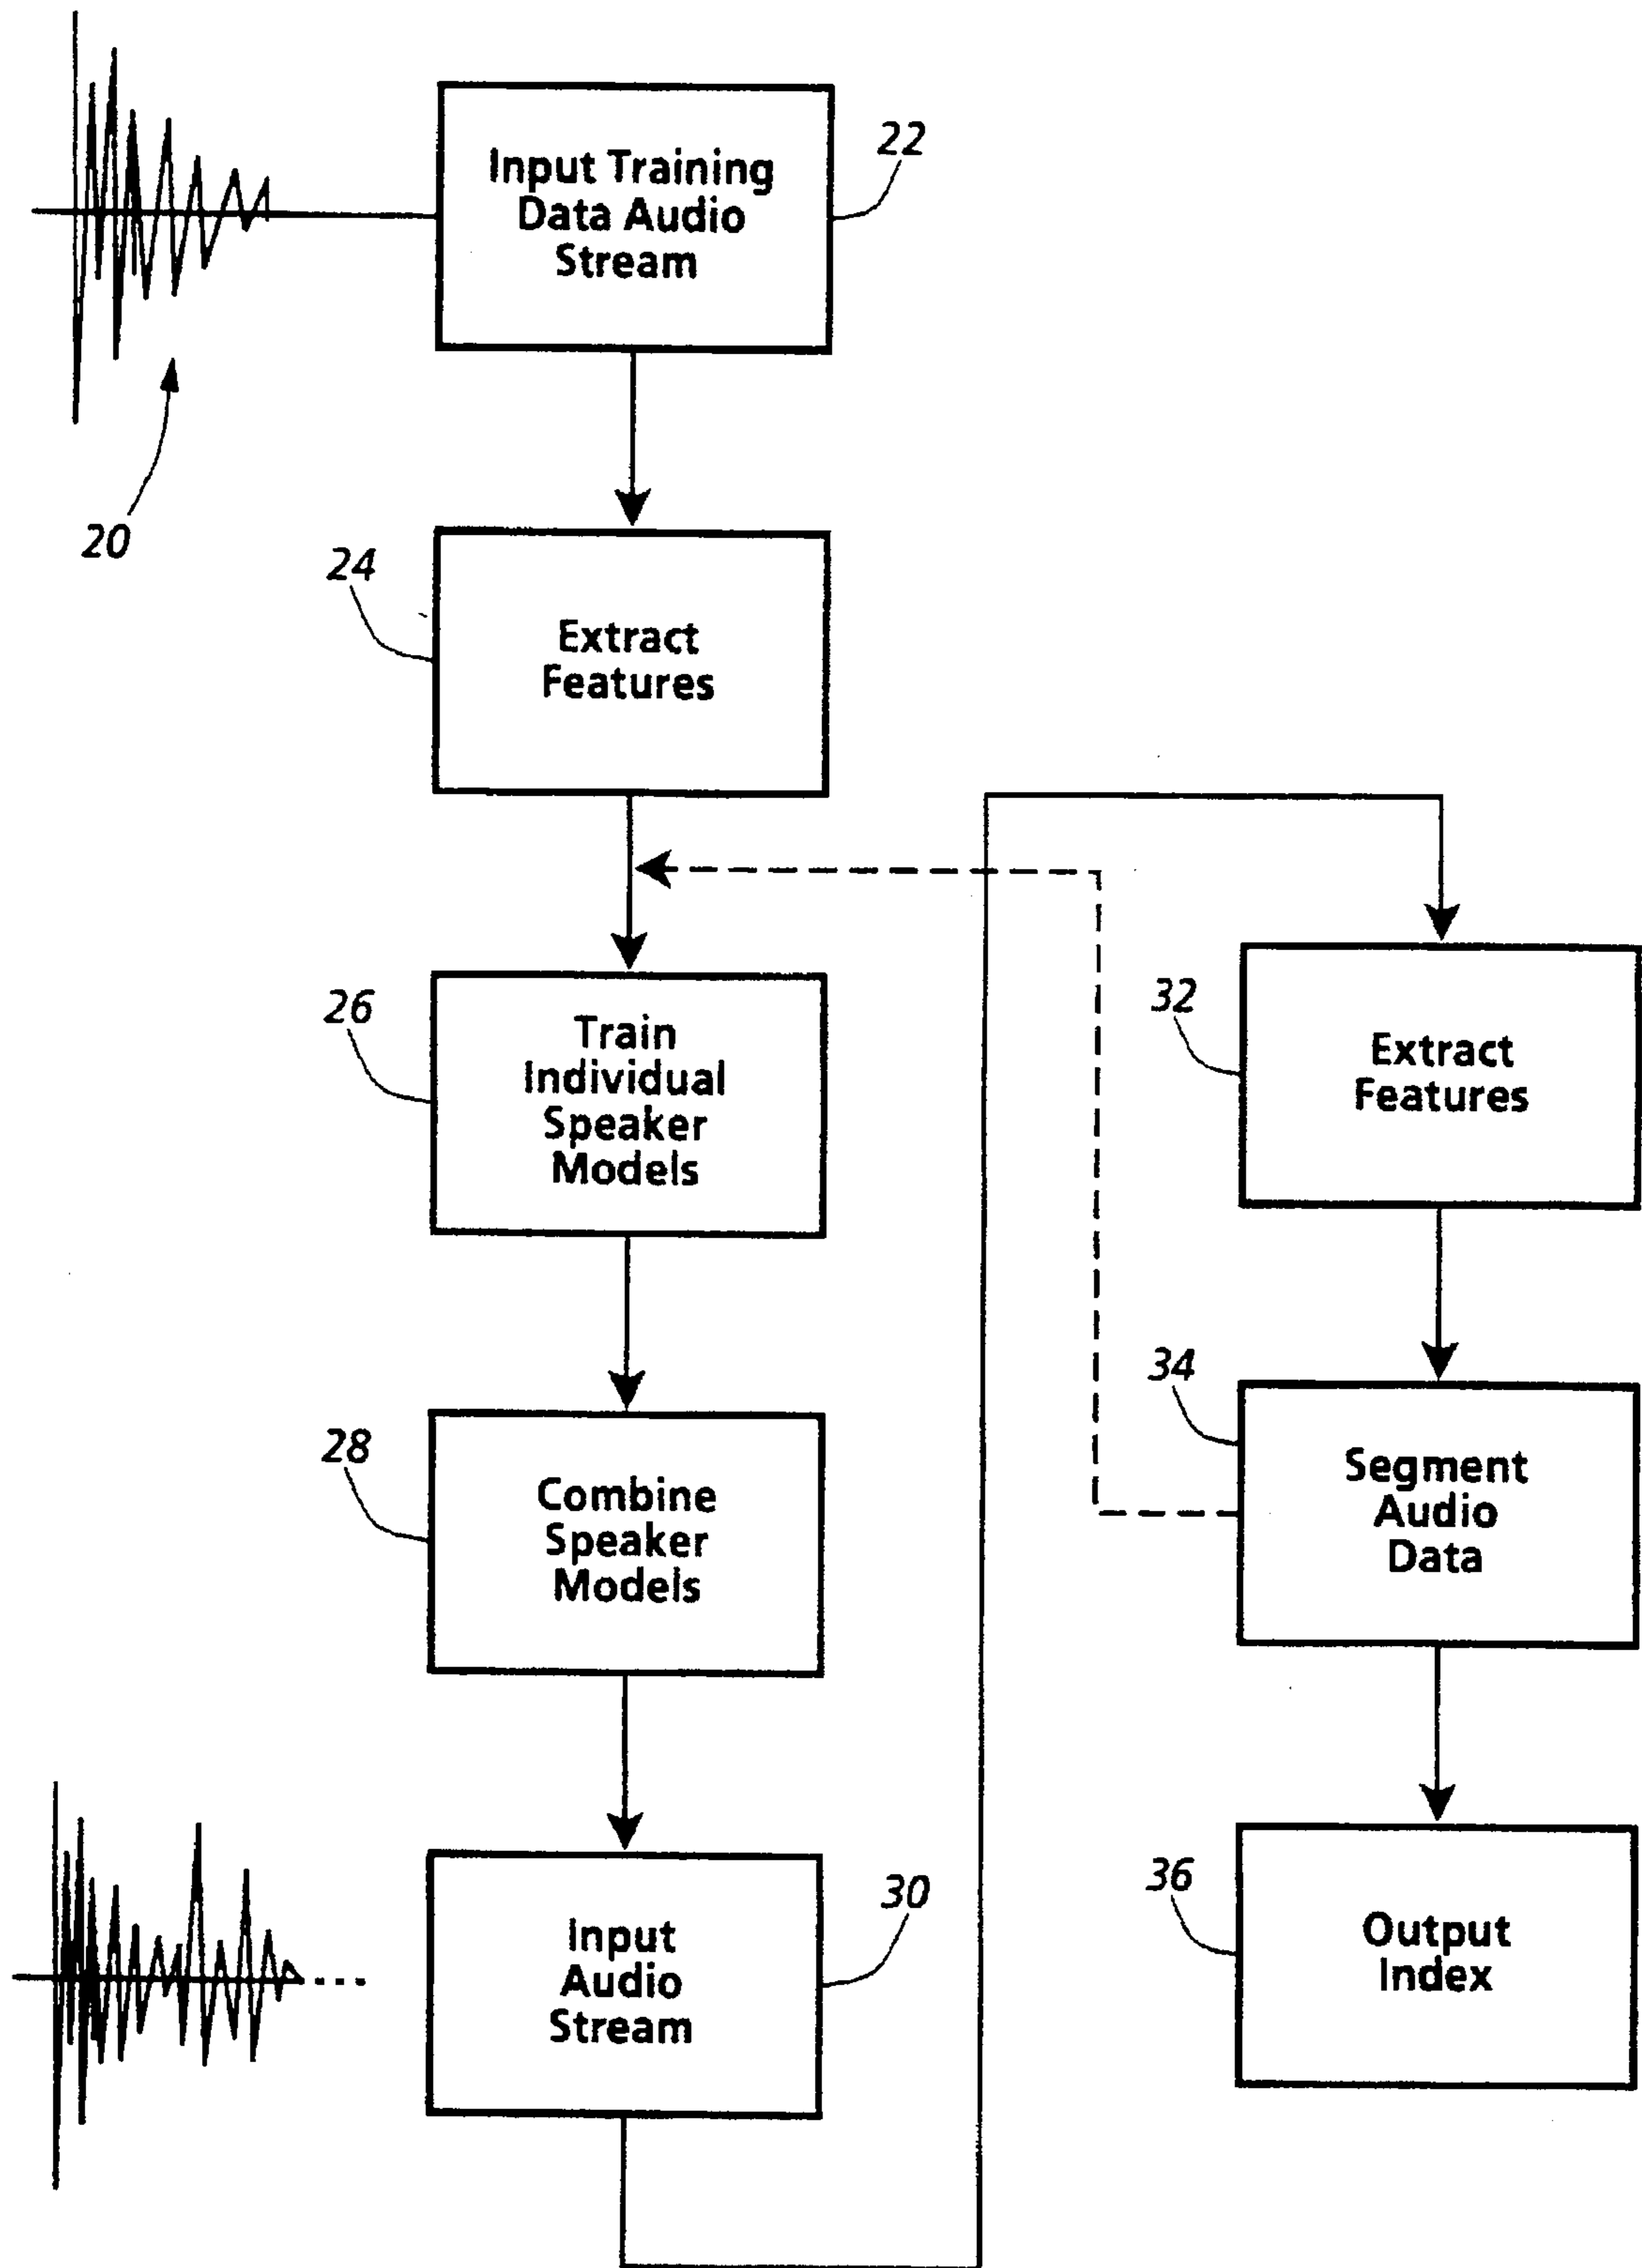 Input Training
Data Audio
Stream
22
20
24
Extract
Features
26
Train
Individual
Speaker
Models
28
Combine
Speaker
Models
Input
Audio
Stream
30
32
Extract
Features
34
Segment
Audio
Data
36
Output
Index